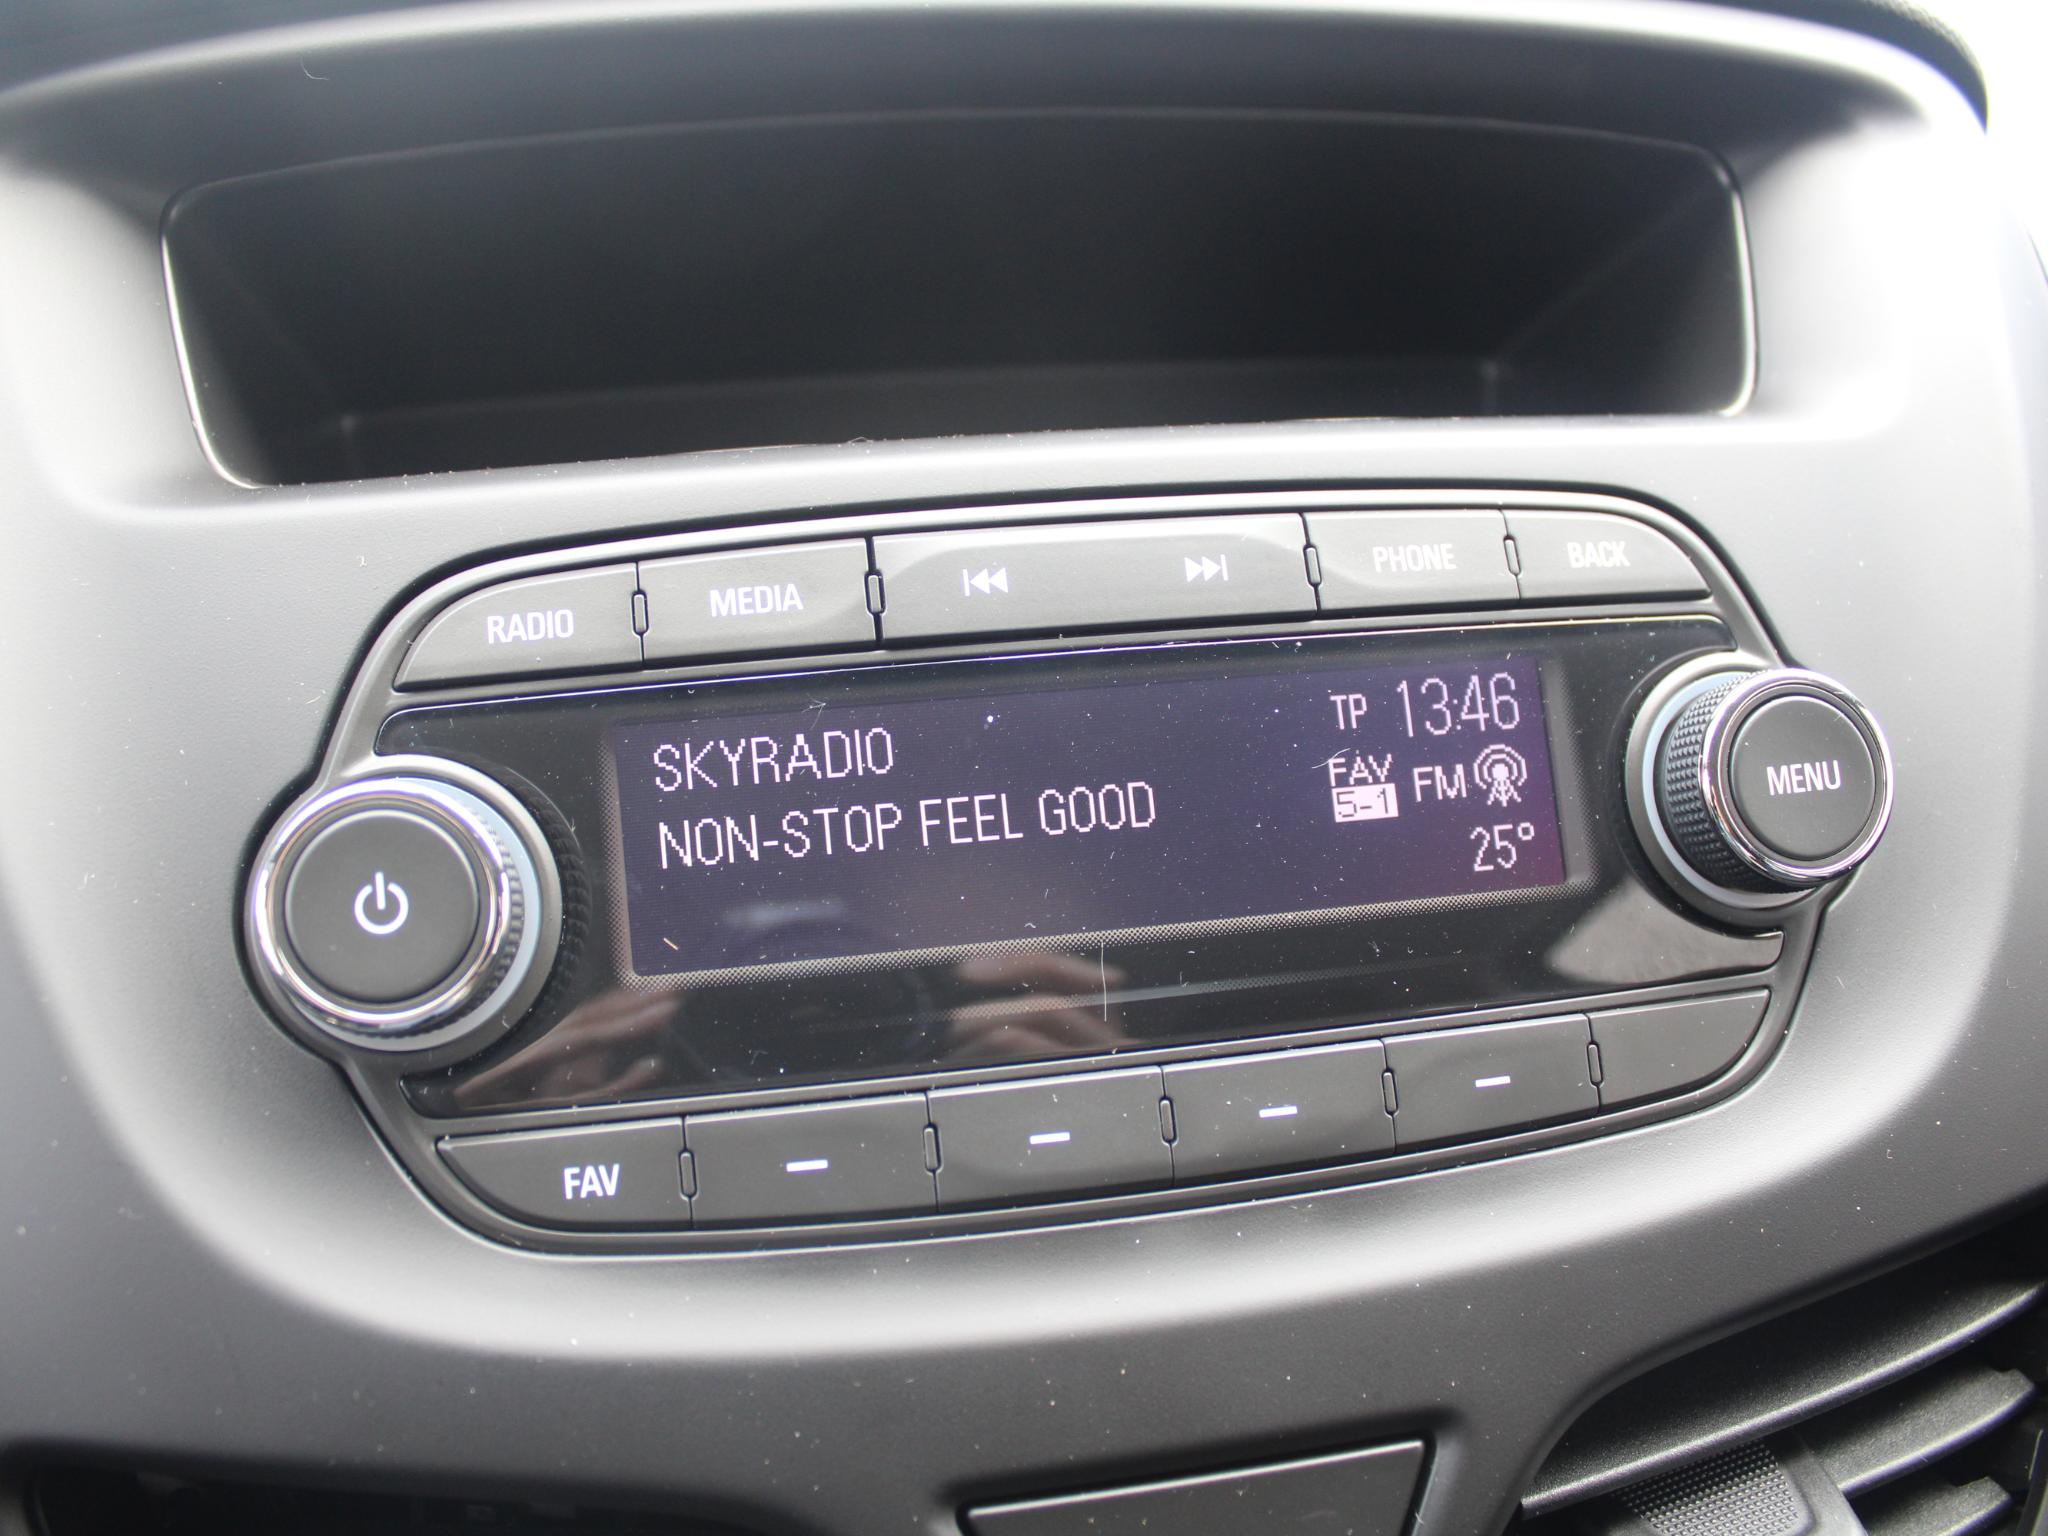 RADIO
MEDIA
PHONE
BACK
SKYRADIO
TP 13:46
NON-STOP FEEL GOOD
FAV
5-1
FM
25°
MENU
FAV